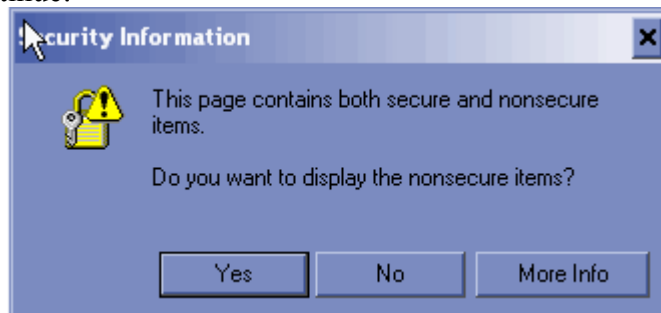 Security Information
This page contains both secure and nonsecure
items.
Do you want to display the nonsecure items?
Yes No More Info